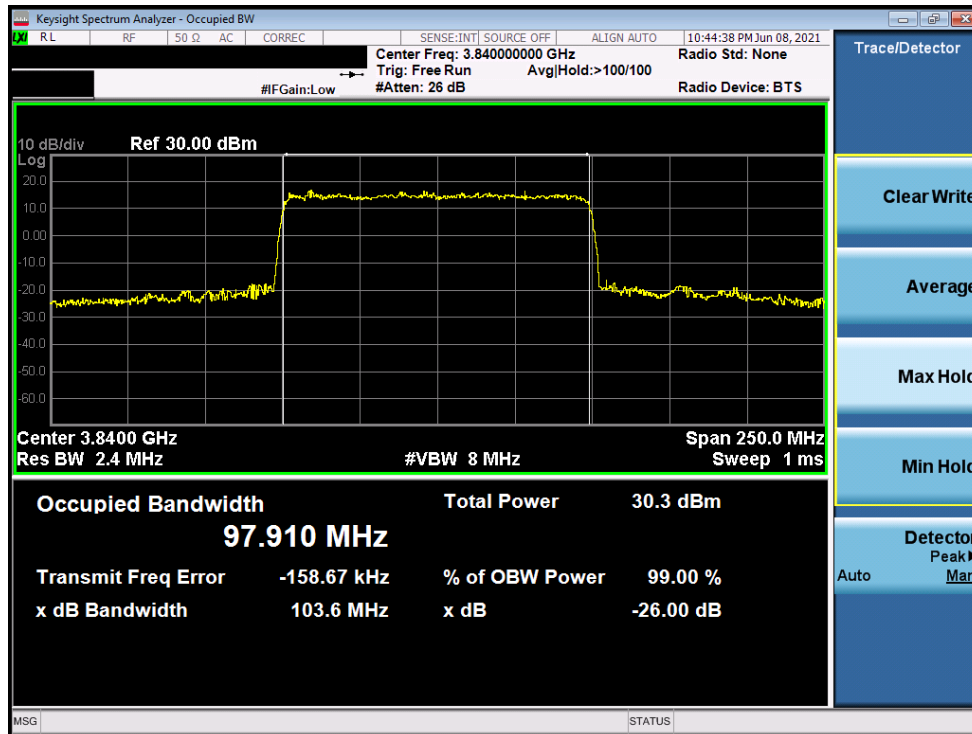 Keysight Spectrum Analyzer - Occupied BW
LXI RL RF 50 Ω AC CORREC SENSE:INT SOURCE OFF ALIGN AUTO 10:44:38 PM Jun 08, 2021
Center Freq: 3.840000000 GHz Radio Std: None
Trig: Free Run Avg|Hold:>100/100
#IFGain:Low #Atten: 26 dB Radio Device: BTS
10 dB/div Ref 30.00 dBm
Log
20.0
10.0
0.00
-10.0
-20.0
-30.0
-40.0
-50.0
-60.0
Center 3.8400 GHz Span 250.0 MHz
Res BW 2.4 MHz #VBW 8 MHz Sweep 1 ms
Occupied Bandwidth Total Power 30.3 dBm
97.910 MHz
Transmit Freq Error -158.67 kHz % of OBW Power 99.00 %
x dB Bandwidth 103.6 MHz x dB -26.00 dB
MSG STATUS
Trace/Detector
Clear Write
Average
Max Hold
Min Hold
Detector
Peak
Auto Man